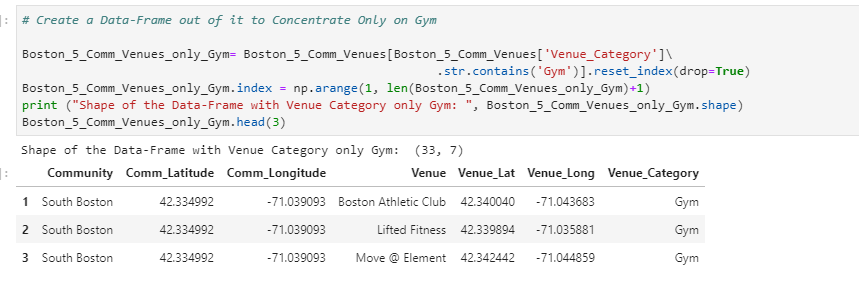 ]: # Create a Data-Frame out of it to Concentrate Only on Gym
Boston_5_Comm_Venues_only_Gym= Boston_5_Comm_Venues[Boston_5_Comm_Venues['Venue_Category']\
.str.contains('Gym')].reset_index(drop=True)
Boston_5_Comm_Venues_only_Gym.index = np.arange(1, len(Boston_5_Comm_Venues_only_Gym)+1)
print ("Shape of the Data-Frame with Venue Category only Gym: ", Boston_5_Comm_Venues_only_Gym.shape)
Boston_5_Comm_Venues_only_Gym.head(3)
Shape of the Data-Frame with Venue Category only Gym:  (33, 7)
]: Community Comm_Latitude Comm_Longitude Venue Venue_Lat Venue_Long Venue_Category
1 South Boston 42.334992 -71.039093 Boston Athletic Club 42.340040 -71.043683 Gym
2 South Boston 42.334992 -71.039093 Lifted Fitness 42.339894 -71.035881 Gym
3 South Boston 42.334992 -71.039093 Move @ Element 42.342442 -71.044859 Gym